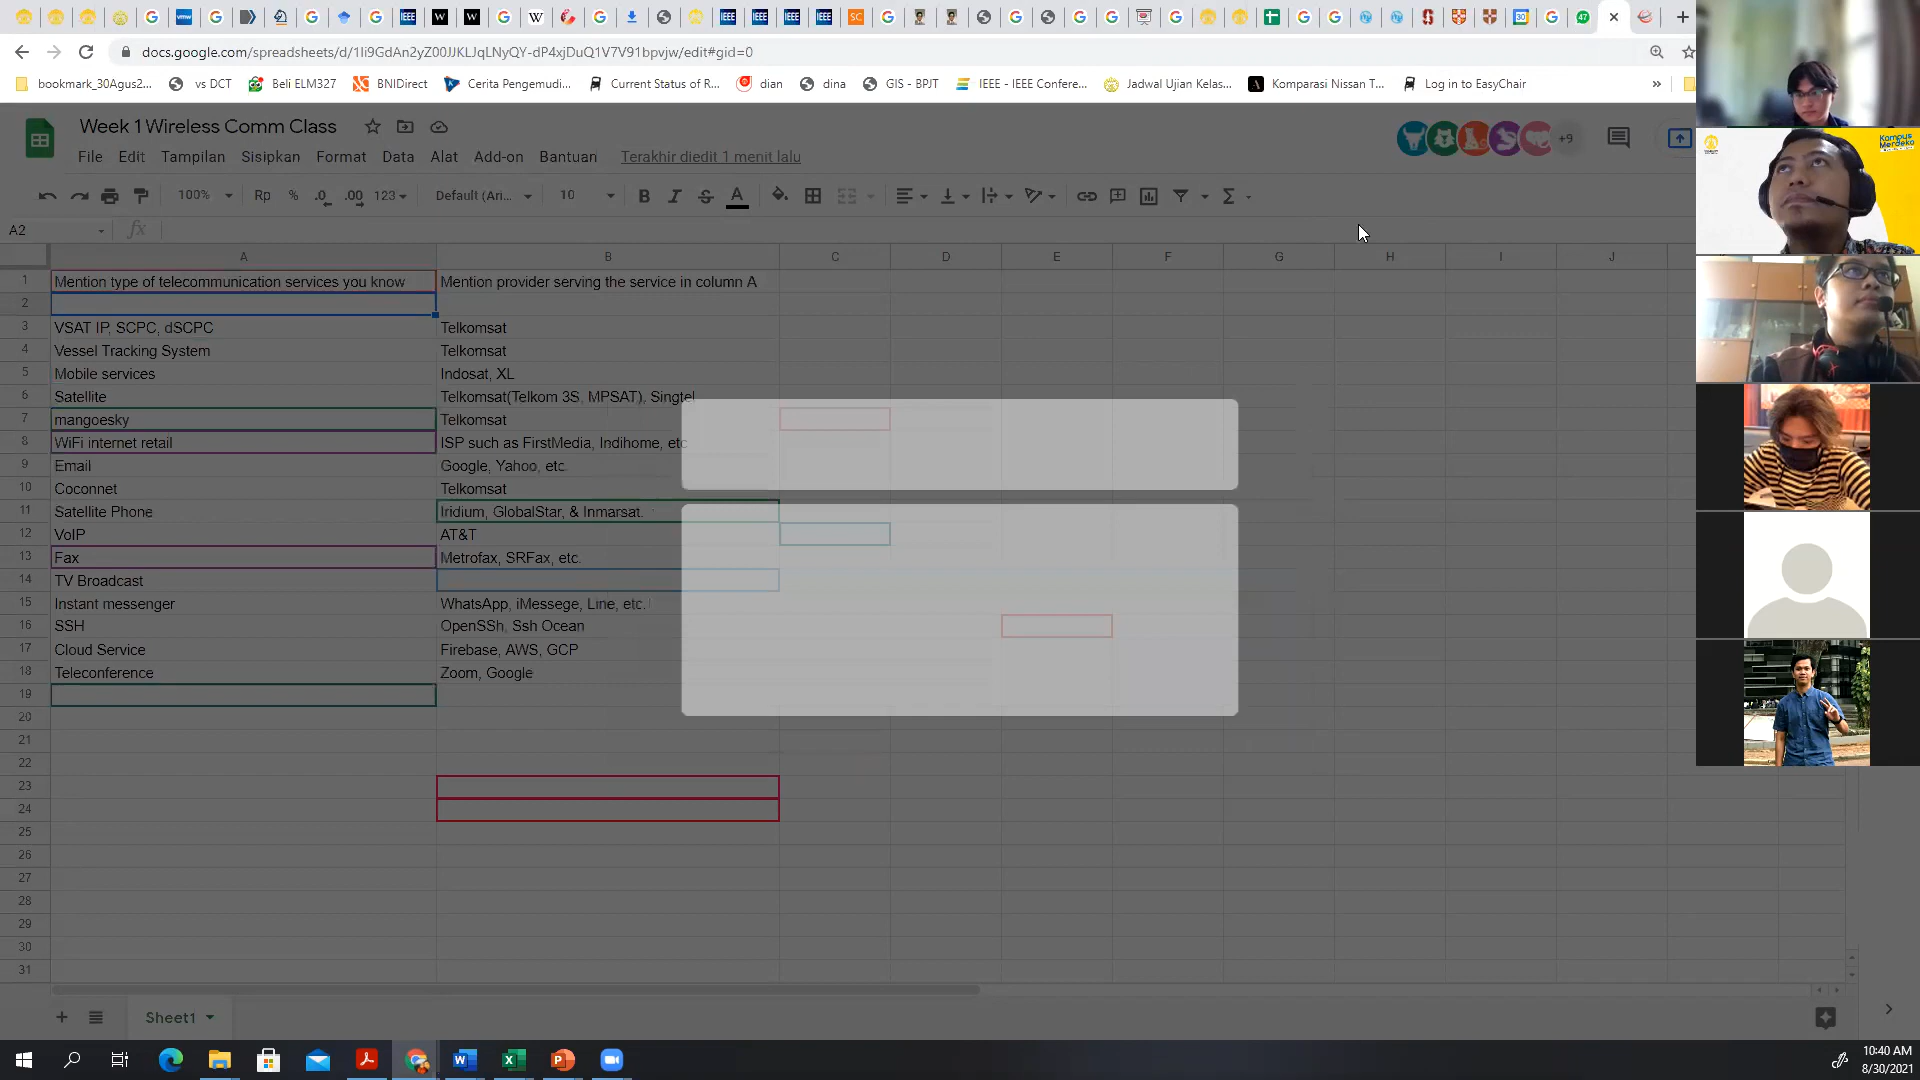 docs.google.com/spreadsheets/d/1Ii9GdAn2yZ00JJKLJqLNyQY-dP4xjDuQ1V7V91bpvjw/edit#gid=0
bookmark_30Agus2... vs DCT Beli ELM327 BNIDirect Cerita Pengemudi... Current Status of R... dian dina GIS - BPJT IEEE - IEEE Confere... Jadwal Ujian Kelas... Komparasi Nissan T... Log in to EasyChair »
Week 1 Wireless Comm Class
+9
File Edit Tampilan Sisipkan Format Data Alat Add-on Bantuan Terakhir diedit 1 menit lalu
100% Rp % .0 .00 123 Default (Ari... 10 B I S A Σ
A2 fx
A B C D E F G H I J
1 Mention type of telecommunication services you know Mention provider serving the service in column A
2
3 VSAT IP, SCPC, dSCPC Telkomsat
4 Vessel Tracking System Telkomsat
5 Mobile services Indosat, XL
6 Satellite Telkomsat(Telkom 3S, MPSAT), Singtel
7 mangoesky Telkomsat
8 WiFi internet retail ISP such as FirstMedia, Indihome, etc
9 Email Google, Yahoo, etc.
10 Coconnet Telkomsat
11 Satellite Phone Iridium, GlobalStar, & Inmarsat.
12 VoIP AT&T
13 Fax Metrofax, SRFax, etc.
14 TV Broadcast
15 Instant messenger WhatsApp, iMessege, Line, etc.
16 SSH OpenSSh, Ssh Ocean
17 Cloud Service Firebase, AWS, GCP
18 Teleconference Zoom, Google
19
20
21
22
23
24
25
26
27
28
29
30
31
Sheet1
Kampus
Merdeka
10:40 AM
8/30/2021